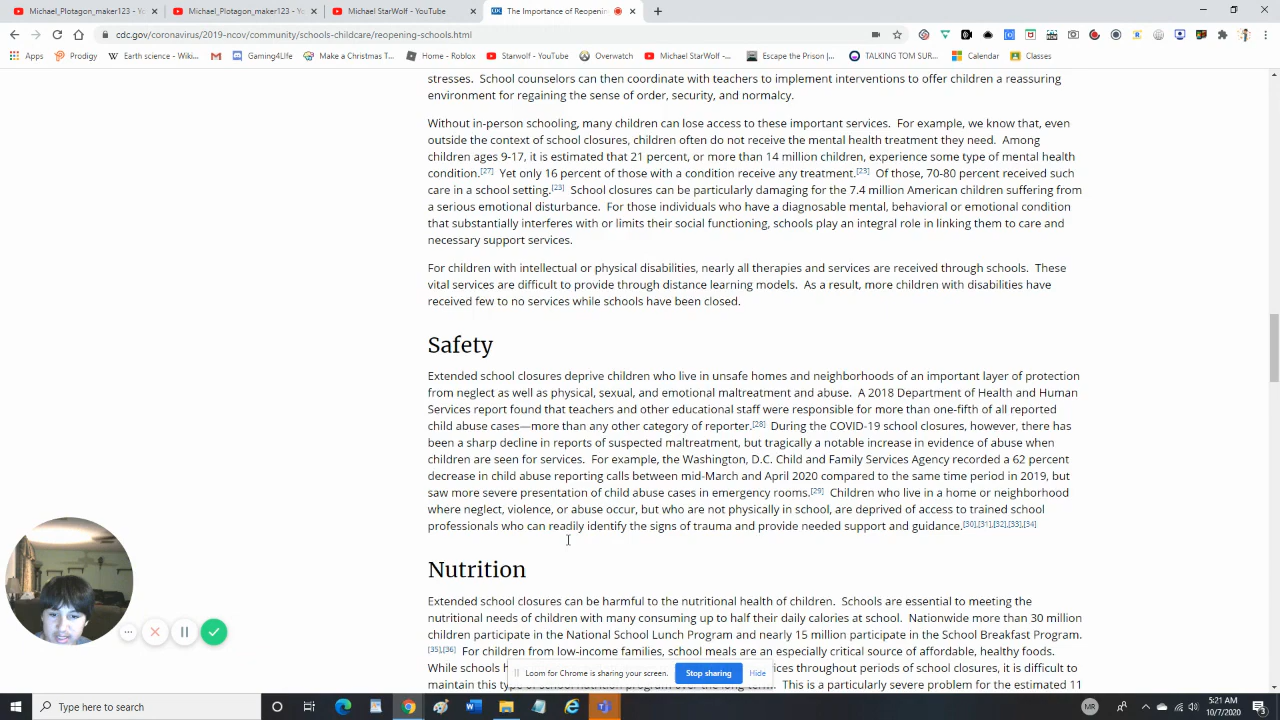 Michael_Plotagon_maker123 - Yo
Michael_Plotagon_maker123 - Yo
Michael StarWolf - YouTube
The Importance of Reopenin
cdc.gov/coronavirus/2019-ncov/community/schools-childcare/reopening-schools.html
Apps
Prodigy
Earth science - Wiki...
Gaming4Life
Make a Christmas T...
Home - Roblox
Starwolf - YouTube
Overwatch
Michael StarWolf -...
Escape the Prison |...
TALKING TOM SUR...
Calendar
Classes
stresses. School counselors can then coordinate with teachers to implement interventions to offer children a reassuring
environment for regaining the sense of order, security, and normalcy.
Without in-person schooling, many children can lose access to these important services. For example, we know that, even
outside the context of school closures, children often do not receive the mental health treatment they need. Among
children ages 9-17, it is estimated that 21 percent, or more than 14 million children, experience some type of mental health
condition.[27] Yet only 16 percent of those with a condition receive any treatment.[23] Of those, 70-80 percent received such
care in a school setting.[23] School closures can be particularly damaging for the 7.4 million American children suffering from
a serious emotional disturbance. For those individuals who have a diagnosable mental, behavioral or emotional condition
that substantially interferes with or limits their social functioning, schools play an integral role in linking them to care and
necessary support services.
For children with intellectual or physical disabilities, nearly all therapies and services are received through schools. These
vital services are difficult to provide through distance learning models. As a result, more children with disabilities have
received few to no services while schools have been closed.
Safety
Extended school closures deprive children who live in unsafe homes and neighborhoods of an important layer of protection
from neglect as well as physical, sexual, and emotional maltreatment and abuse. A 2018 Department of Health and Human
Services report found that teachers and other educational staff were responsible for more than one-fifth of all reported
child abuse cases—more than any other category of reporter.[28] During the COVID-19 school closures, however, there has
been a sharp decline in reports of suspected maltreatment, but tragically a notable increase in evidence of abuse when
children are seen for services. For example, the Washington, D.C. Child and Family Services Agency recorded a 62 percent
decrease in child abuse reporting calls between mid-March and April 2020 compared to the same time period in 2019, but
saw more severe presentation of child abuse cases in emergency rooms.[29] Children who live in a home or neighborhood
where neglect, violence, or abuse occur, but who are not physically in school, are deprived of access to trained school
professionals who can readily identify the signs of trauma and provide needed support and guidance.[30],[31],[32],[33],[34]
Nutrition
Extended school closures can be harmful to the nutritional health of children. Schools are essential to meeting the
nutritional needs of children with many consuming up to half their daily calories at school. Nationwide more than 30 million
children participate in the National School Lunch Program and nearly 15 million participate in the School Breakfast Program.
[35],[36] For children from low-income families, school meals are an especially critical source of affordable, healthy foods.
While schools h
ices throughout periods of school closures, it is difficult to
maintain this ty
This is a particularly severe problem for the estimated 11
Loom for Chrome is sharing your screen.
Stop sharing
Hide
Type here to search
MR
5:21 AM
10/7/2020